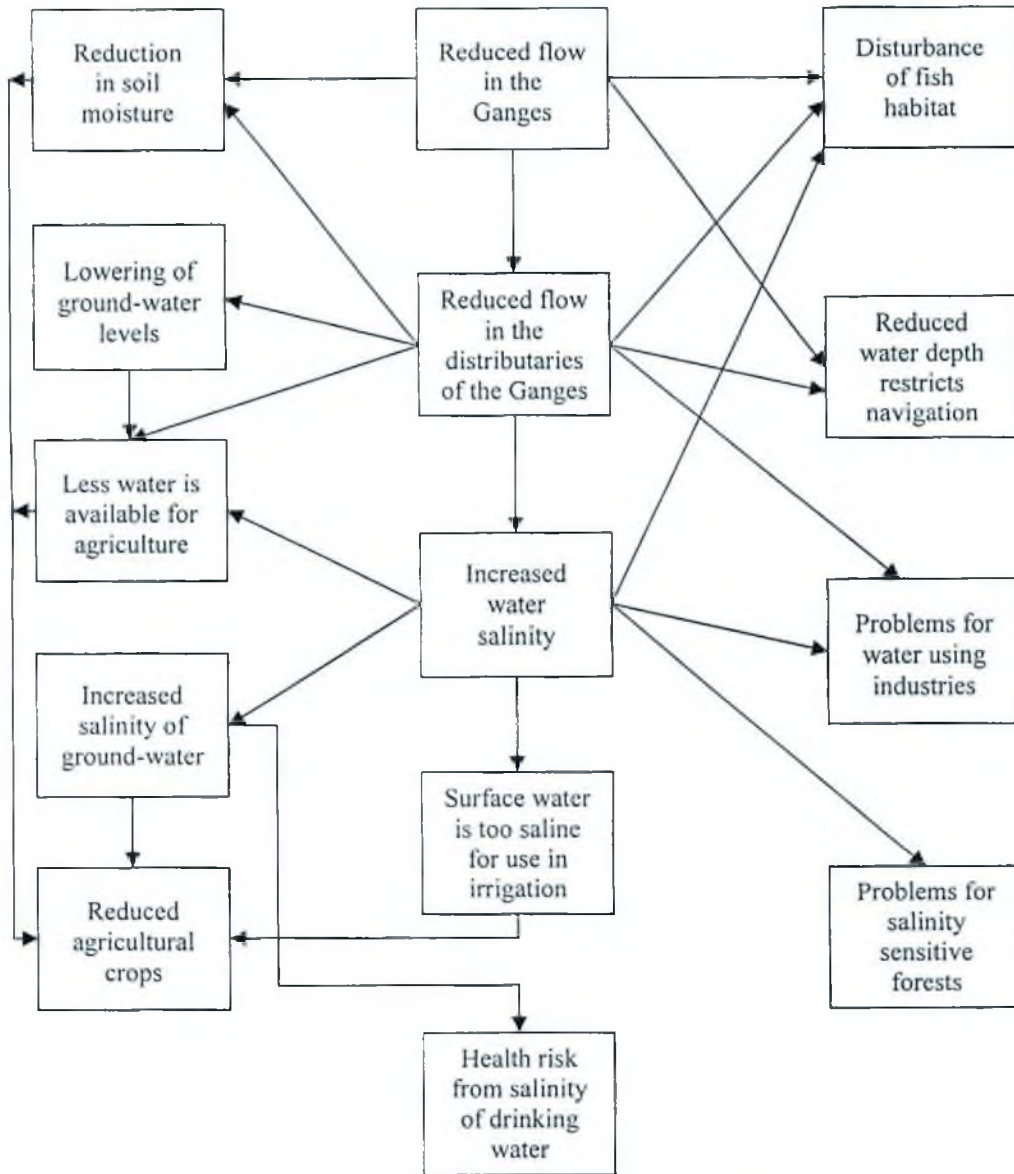 Reduction
in soil
moisture
Reduced flow
in the
Ganges
Disturbance
of fish
habitat
Lowering of
ground-water
levels
Reduced flow
in the
distributaries
of the Ganges
Reduced
water depth
restricts
navigation
Less water is
available for
agriculture
Increased
water
salinity
Problems for
water using
industries
Increased
salinity of
ground-water
Surface water
is too saline
for use in
irrigation
Reduced
agricultural
crops
Problems for
salinity
sensitive
forests
Health risk
from salinity
of drinking
water